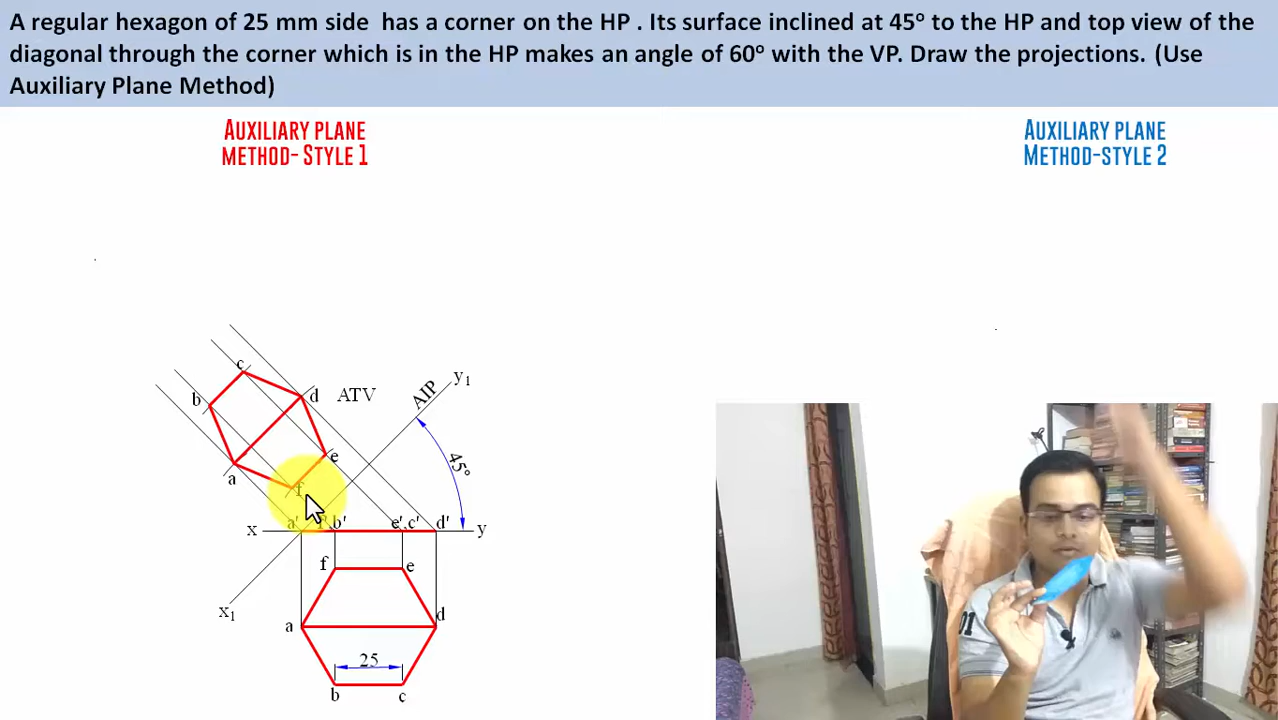 A regular hexagon of 25 mm side has a corner on the HP . Its surface inclined at 45º to the HP and top view of the
diagonal through the corner which is in the HP makes an angle of 60º with the VP. Draw the projections. (Use
Auxiliary Plane Method)
AUXILIARY PLANE
METHOD- STYLE 1
AUXILIARY PLANE
METHOD-STYLE 2
c
b
d
ATV
AIP
y1
e
a
f
45°
x
a'
b'
e',c'
d'
y
f
e
x1
a
d
25
b
c